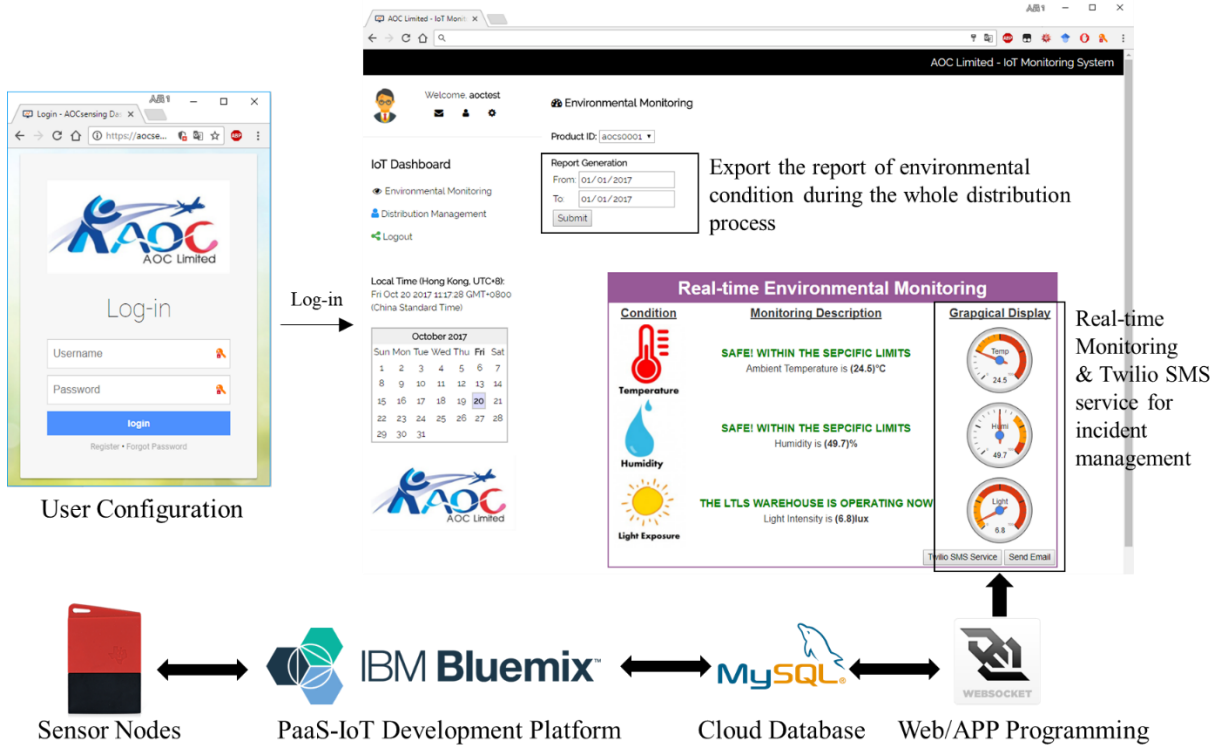 Login - AOCsensing Da
https://aocse...
AOC
AOC Limited
Log-in
Username
Password
login
Register • Forgot Password
User Configuration
Log-in
AOC Limited - IoT Monit
AOC Limited - IoT Monitoring System
Welcome, aoctest
IoT Dashboard
Environmental Monitoring
Distribution Management
Logout
Local Time (Hong Kong, UTC+8):
Fri Oct 20 2017 11:17:28 GMT+0800
(China Standard Time)
October 2017
Sun Mon Tue Wed Thu Fri Sat
1 2 3 4 5 6 7
8 9 10 11 12 13 14
15 16 17 18 19 20 21
22 23 24 25 26 27 28
29 30 31
AOC
AOC Limited
Environmental Monitoring
Product ID: aocs0001
Report Generation
From: 01/01/2017
To: 01/01/2017
Submit
Export the report of environmental
condition during the whole distribution
process
Real-time Environmental Monitoring
Condition Monitoring Description Grapgical Display
Temperature
SAFE! WITHIN THE SEPCIFIC LIMITS
Ambient Temperature is (24.5)°C
Temp
24.5
Humidity
SAFE! WITHIN THE SEPCIFIC LIMITS
Humidity is (49.7)%
Humi
49.7
Light Exposure
THE LTLS WAREHOUSE IS OPERATING NOW
Light Intensity is (6.8)lux
Light
6.8
Twilio SMS Service Send Email
Real-time
Monitoring
& Twilio SMS
service for
incident
management
IBM Bluemix™
MySQL®
WEBSOCKET
Sensor Nodes
PaaS-IoT Development Platform
Cloud Database
Web/APP Programming